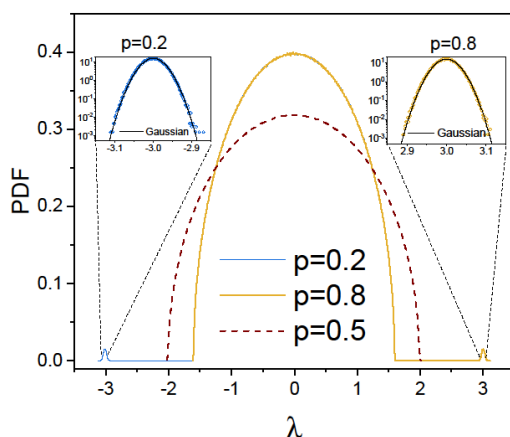 p=0.2
p=0.8
10¹
10⁰
10⁻¹
10⁻²
10⁻³
Gaussian
-3.1 -3.0 -2.9
10¹
10⁰
10⁻¹
10⁻²
10⁻³
Gaussian
2.9 3.0 3.1
PDF
0.4
0.3
0.2
0.1
0.0
p=0.2
p=0.8
p=0.5
-3 -2 -1 0 1 2 3
λ